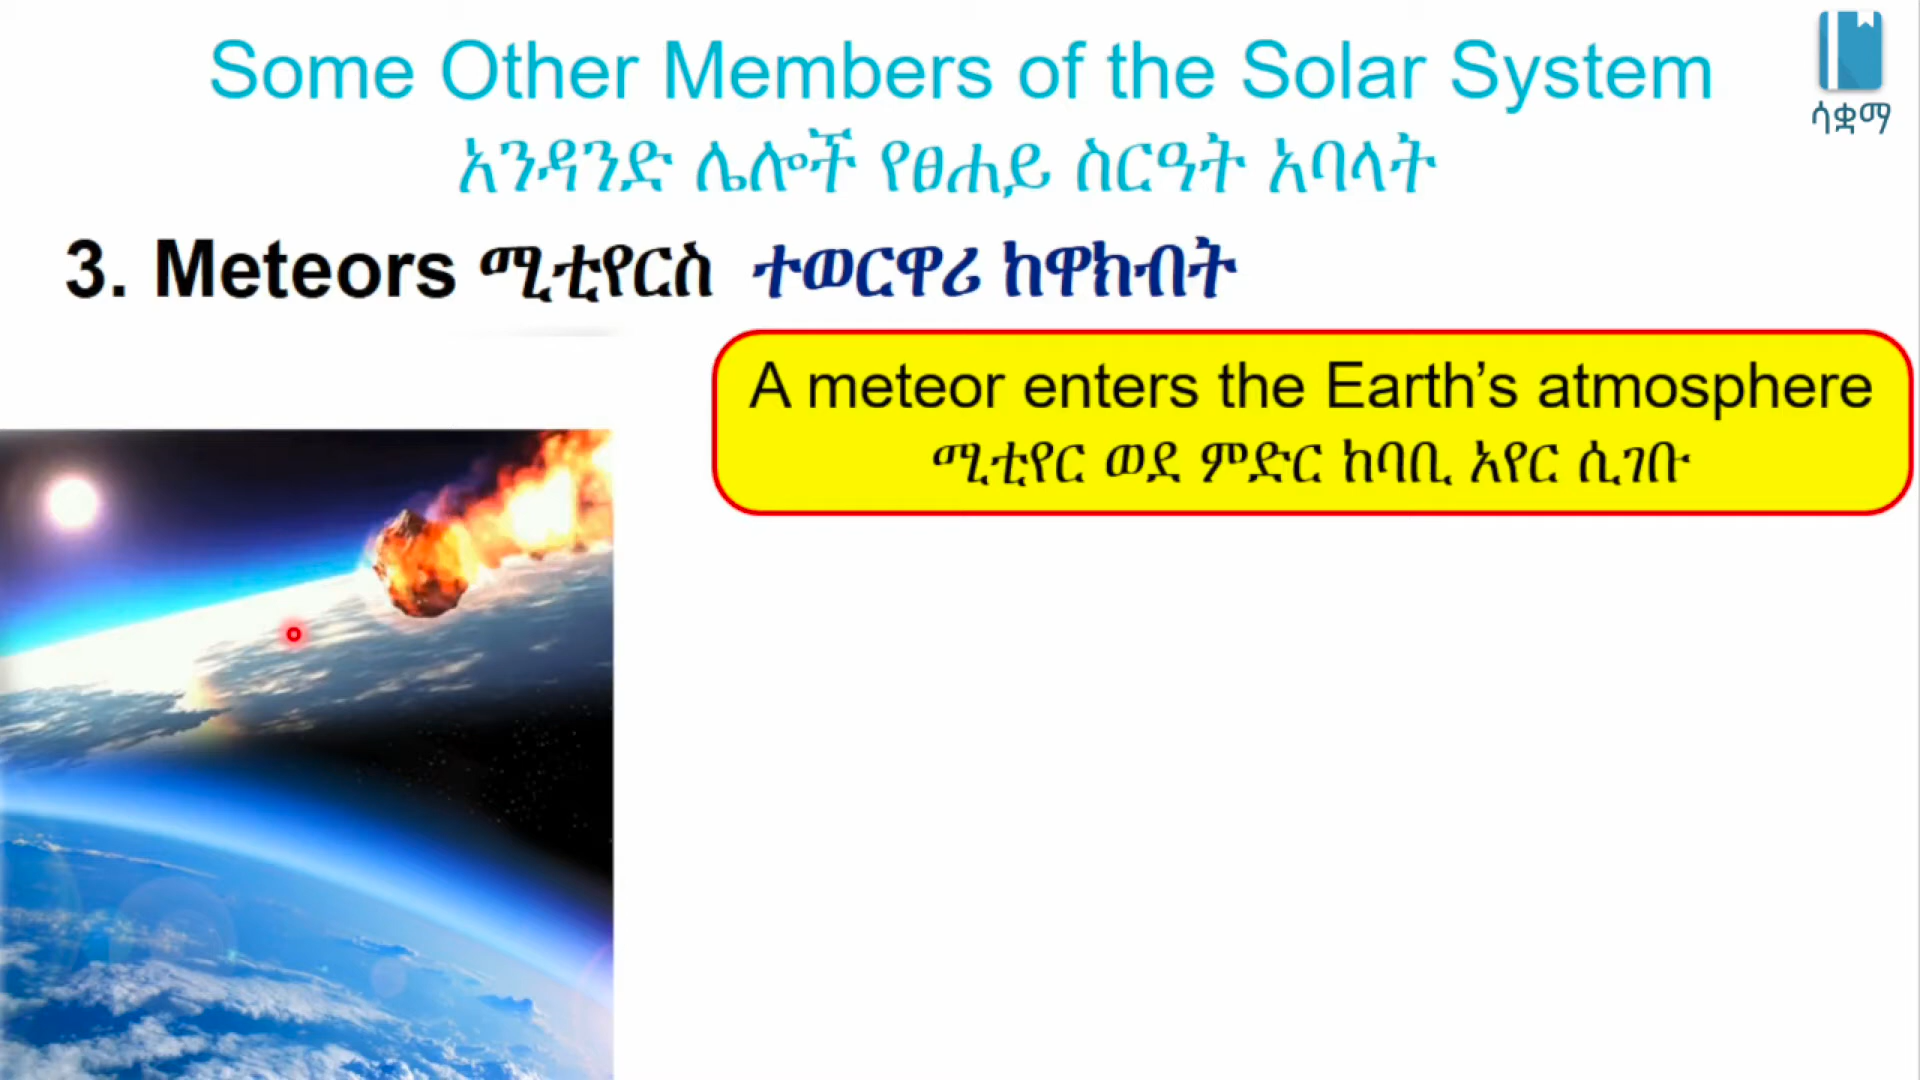 Some Other Members of the Solar System
ሳቋማ
አንዳንድ ሌሎች የፀሐይ ስርዓት አባላት
3. Meteors ሚቲየርስ ተወርዋሪ ከዋክብት
A meteor enters the Earth’s atmosphere
ሚቲየር ወደ ምድር ከባቢ አየር ሲገቡ